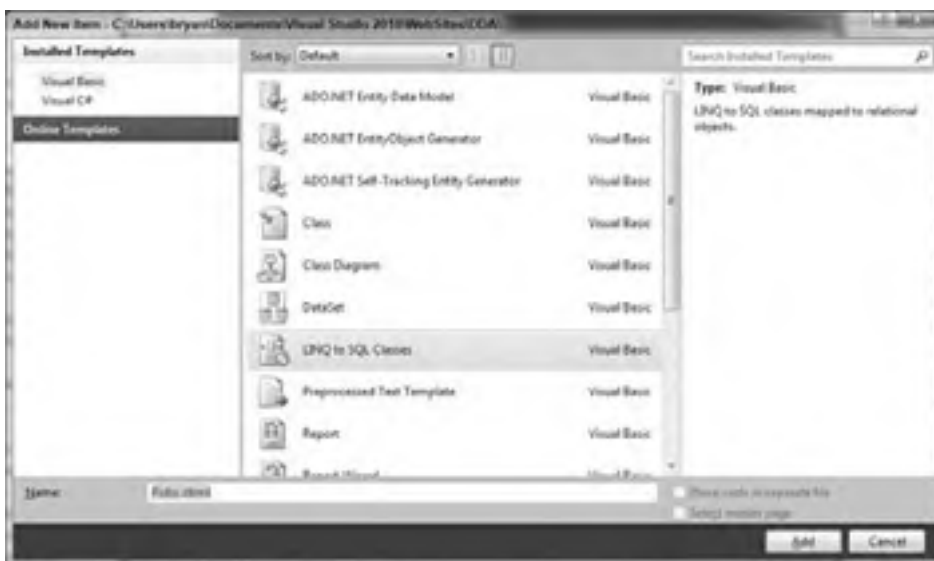 Add New Item - C:\Users\bryan\Documents\Visual Studio 2010\WebSites\
Installed Templates
Visual Basic
Visual C#
Online Templates
Sort by: Default
Search Installed Templates
ADO.NET Entity Data Model Visual Basic
ADO.NET EntityObject Generator Visual Basic
ADO.NET Self-Tracking Entity Generator Visual Basic
Class Visual Basic
Class Diagram Visual Basic
DataSet Visual Basic
LINQ to SQL Classes Visual Basic
Preprocessed Text Template Visual Basic
Report Visual Basic
Report Wizard Visual Basic
Type: Visual Basic
LINQ to SQL classes mapped to relational
objects.
Name:
Place code in separate file
Select master page
Add
Cancel